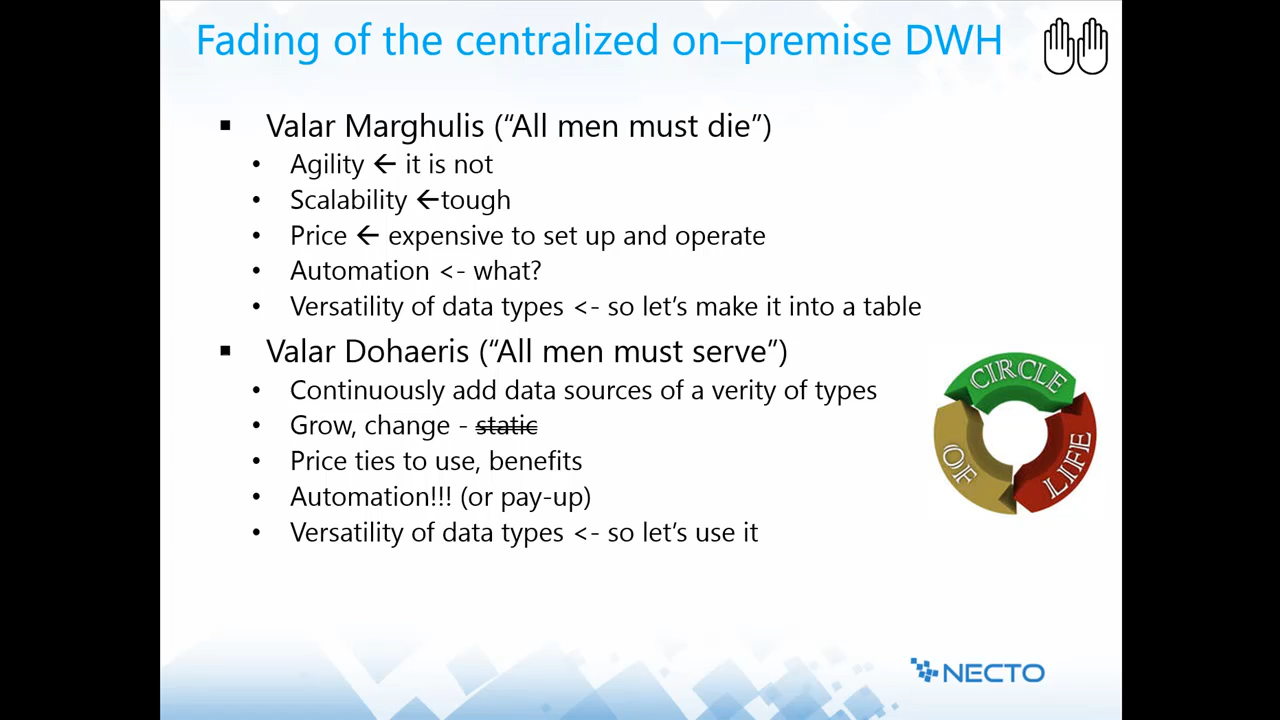 Fading of the centralized on–premise DWH
▪ Valar Marghulis (“All men must die”)
• Agility ← it is not
• Scalability ←tough
• Price ← expensive to set up and operate
• Automation <- what?
• Versatility of data types <- so let’s make it into a table
▪ Valar Dohaeris (“All men must serve”)
• Continuously add data sources of a verity of types
• Grow, change - static
• Price ties to use, benefits
• Automation!!! (or pay-up)
• Versatility of data types <- so let’s use it
CIRCLE
OF
LIFE
NECTO